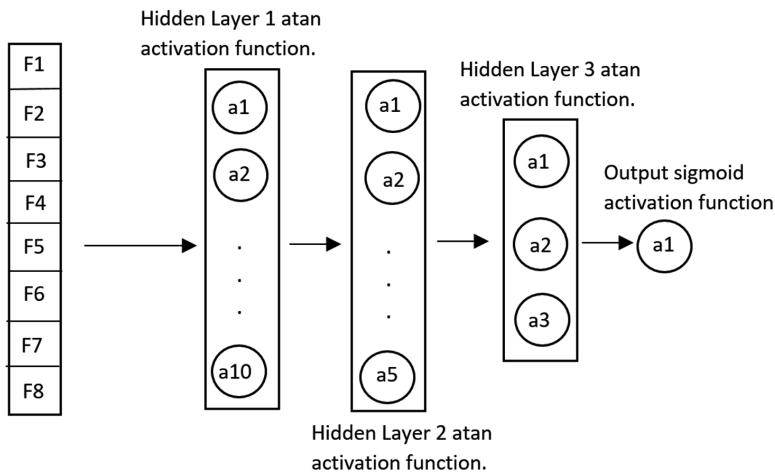 F1
F2
F3
F4
F5
F6
F7
F8
Hidden Layer 1 atan
activation function.
a1
a2
.
.
.
a10
a1
a2
.
.
.
a5
Hidden Layer 2 atan
activation function.
Hidden Layer 3 atan
activation function.
a1
a2
a3
Output sigmoid
activation function
a1